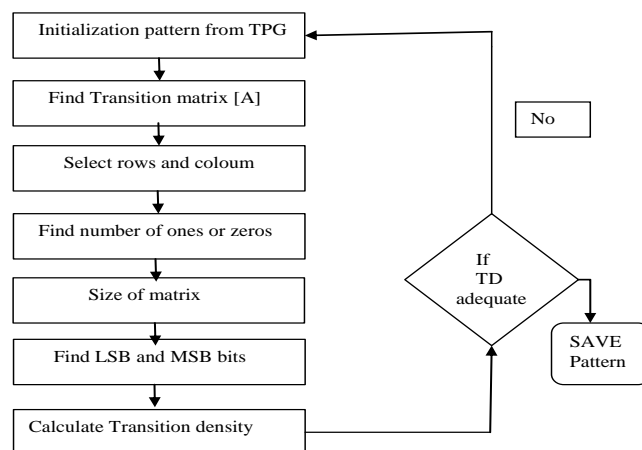 Initialization pattern from TPG
Find Transition matrix [A]
No
Select rows and coloum
Find number of ones or zeros
If
TD
adequate
Size of matrix
SAVE
Pattern
Find LSB and MSB bits
Calculate Transition density